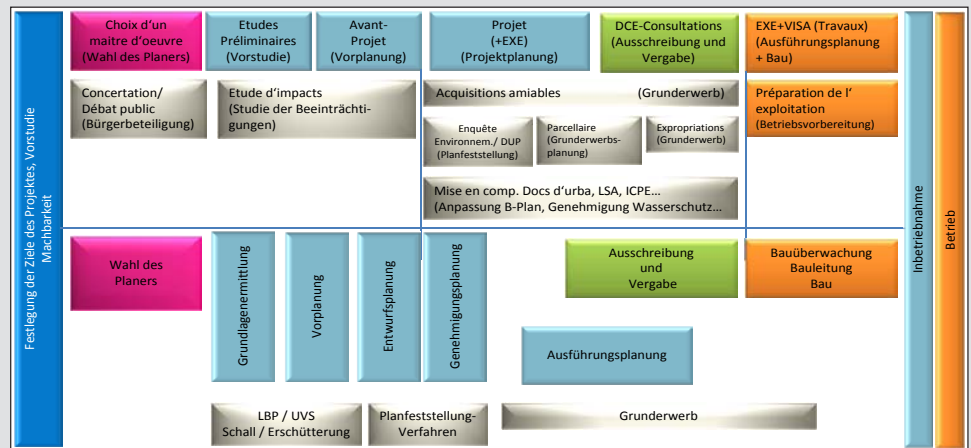 Festlegung der Ziele des Projektes, Vorstudie
Machbarkeit
Choix d'un
maitre d'oeuvre
(Wahl des Planers)
Etudes
Préliminaires
(Vorstudie)
Avant-
Projet
(Vorplanung)
Projet
(+EXE)
(Projektplanung)
DCE-Consultations
(Ausschreibung und
Vergabe)
EXE+VISA (Travaux)
(Ausführungsplanung
+ Bau)
Concertation/
Débat public
(Bürgerbeteiligung)
Etude d'impacts
(Studie der Beeinträchti-
gungen)
Acquisitions amiables (Grunderwerb)
Préparation de l'
exploitation
(Betriebsvorbereitung)
Enquête
Environnem./ DUP
(Planfeststellung)
Parcellaire
(Grunderwerbs-
planung)
Expropriations
(Grunderwerb)
Mise en comp. Docs d'urba, LSA, ICPE...
(Anpassung B-Plan, Genehmigung Wasserschutz...
Wahl des
Planers
Grundlagenermittlung
Vorplanung
Entwurfsplanung
Genehmigungsplanung
Ausschreibung
und
Vergabe
Bauüberwachung
Bauleitung
Bau
Ausführungsplanung
LBP / UVS
Schall / Erschütterung
Planfeststellung-
Verfahren
Grunderwerb
Inbetriebnahme
Betrieb